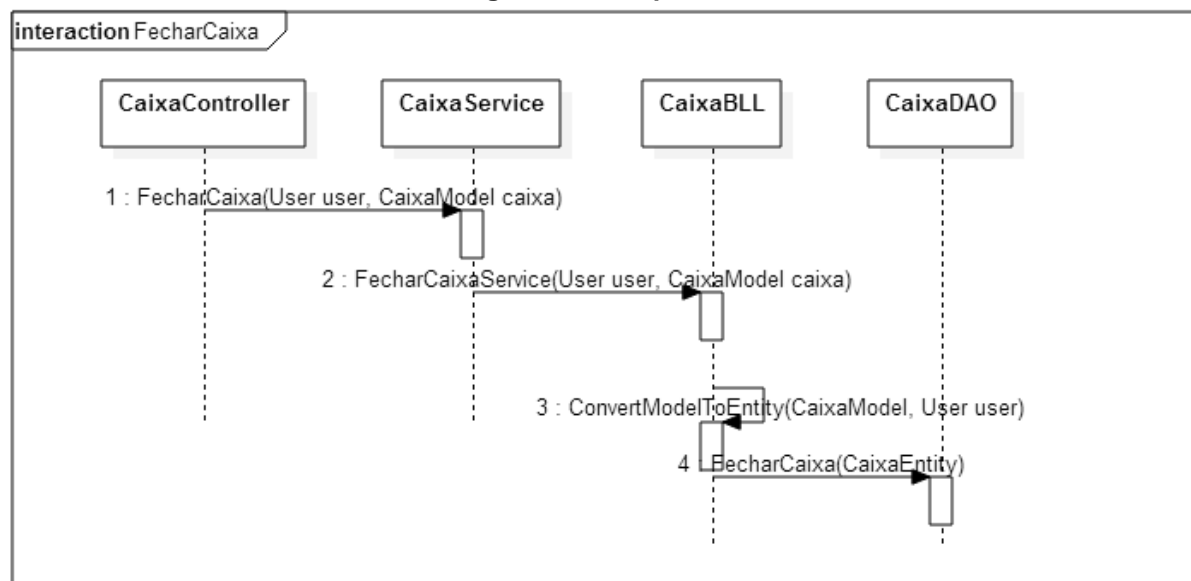 interaction FecharCaixa
CaixaController
CaixaService
CaixaBLL
CaixaDAO
1 : FecharCaixa(User user, CaixaModel caixa)
2 : FecharCaixaService(User user, CaixaModel caixa)
3 : ConvertModelToEntity(CaixaModel, User user)
4 : FecharCaixa(CaixaEntity)